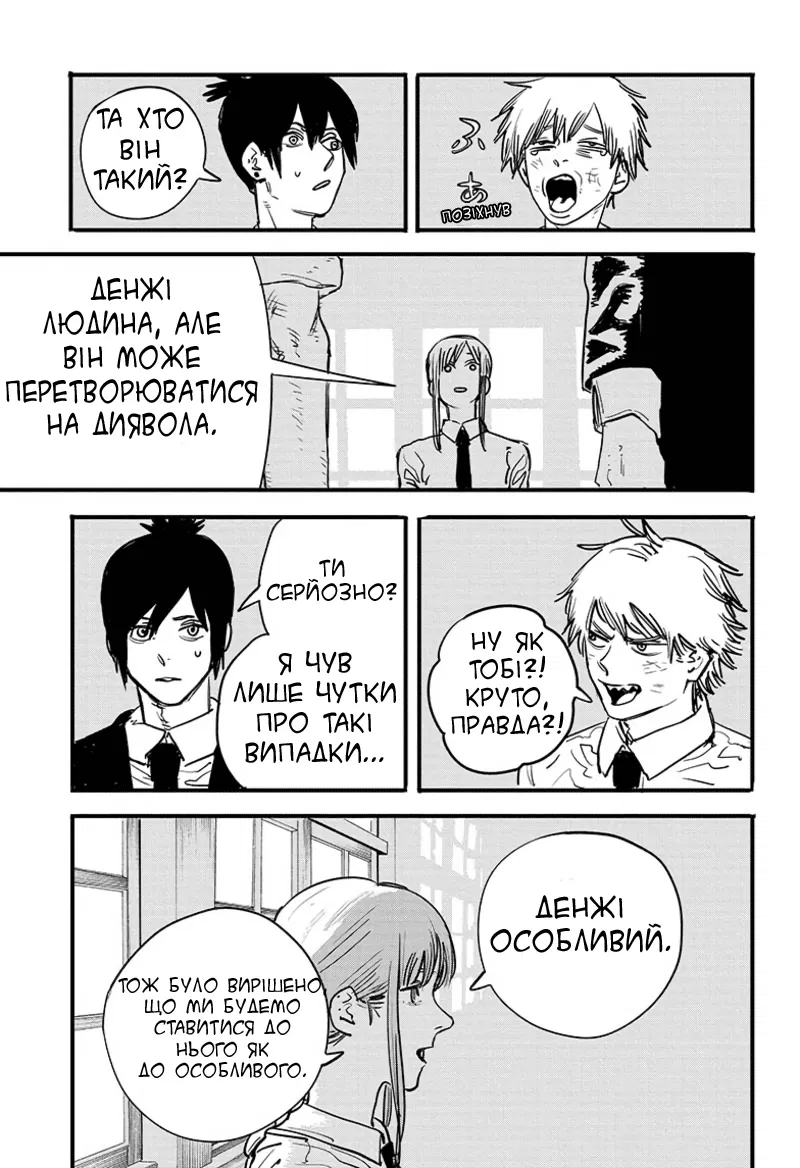 ふぁ
ПОЗІХНУВ
ТА ХТО
ВІН
ТАКИЙ?
ДЕНЖІ
ЛЮДИНА, АЛЕ
ВІН МОЖЕ
ПЕРЕТВОРЮВАТИСЯ
НА ДИЯВОЛА.
НУ ЯК
ТОБІ?!
КРУТО,
ПРАВДА?!
ТИ
СЕРЙОЗНО?
Я ЧУВ
ЛИШЕ ЧУТКИ
ПРО ТАКІ
ВИПАДКИ...
ДЕНЖІ
ОСОБЛИВИЙ.
ТОЖ БУЛО ВИРІШЕНО,
ЩО МИ БУДЕМО
СТАВИТИСЯ ДО
НЬОГО ЯК
ДО ОСОБЛИВОГО.